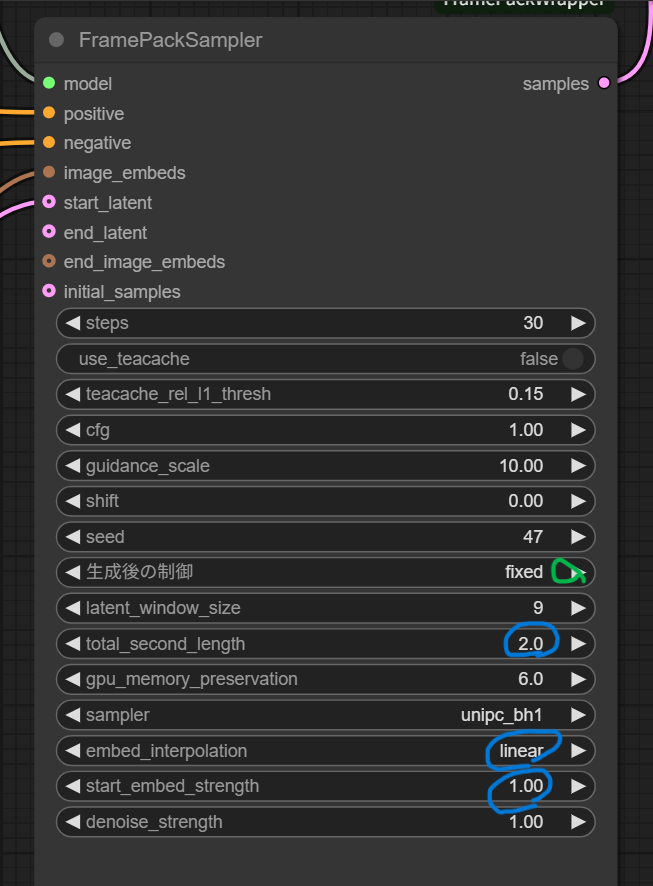 FramePackWrapper
FramePackSampler
model
samples
positive
negative
image_embeds
start_latent
end_latent
end_image_embeds
initial_samples
steps 30
use_teacache false
teacache_rel_l1_thresh 0.15
cfg 1.00
guidance_scale 10.00
shift 0.00
seed 47
生成後の制御 fixed
latent_window_size 9
total_second_length 2.0
gpu_memory_preservation 6.0
sampler unipc_bh1
embed_interpolation linear
start_embed_strength 1.00
denoise_strength 1.00